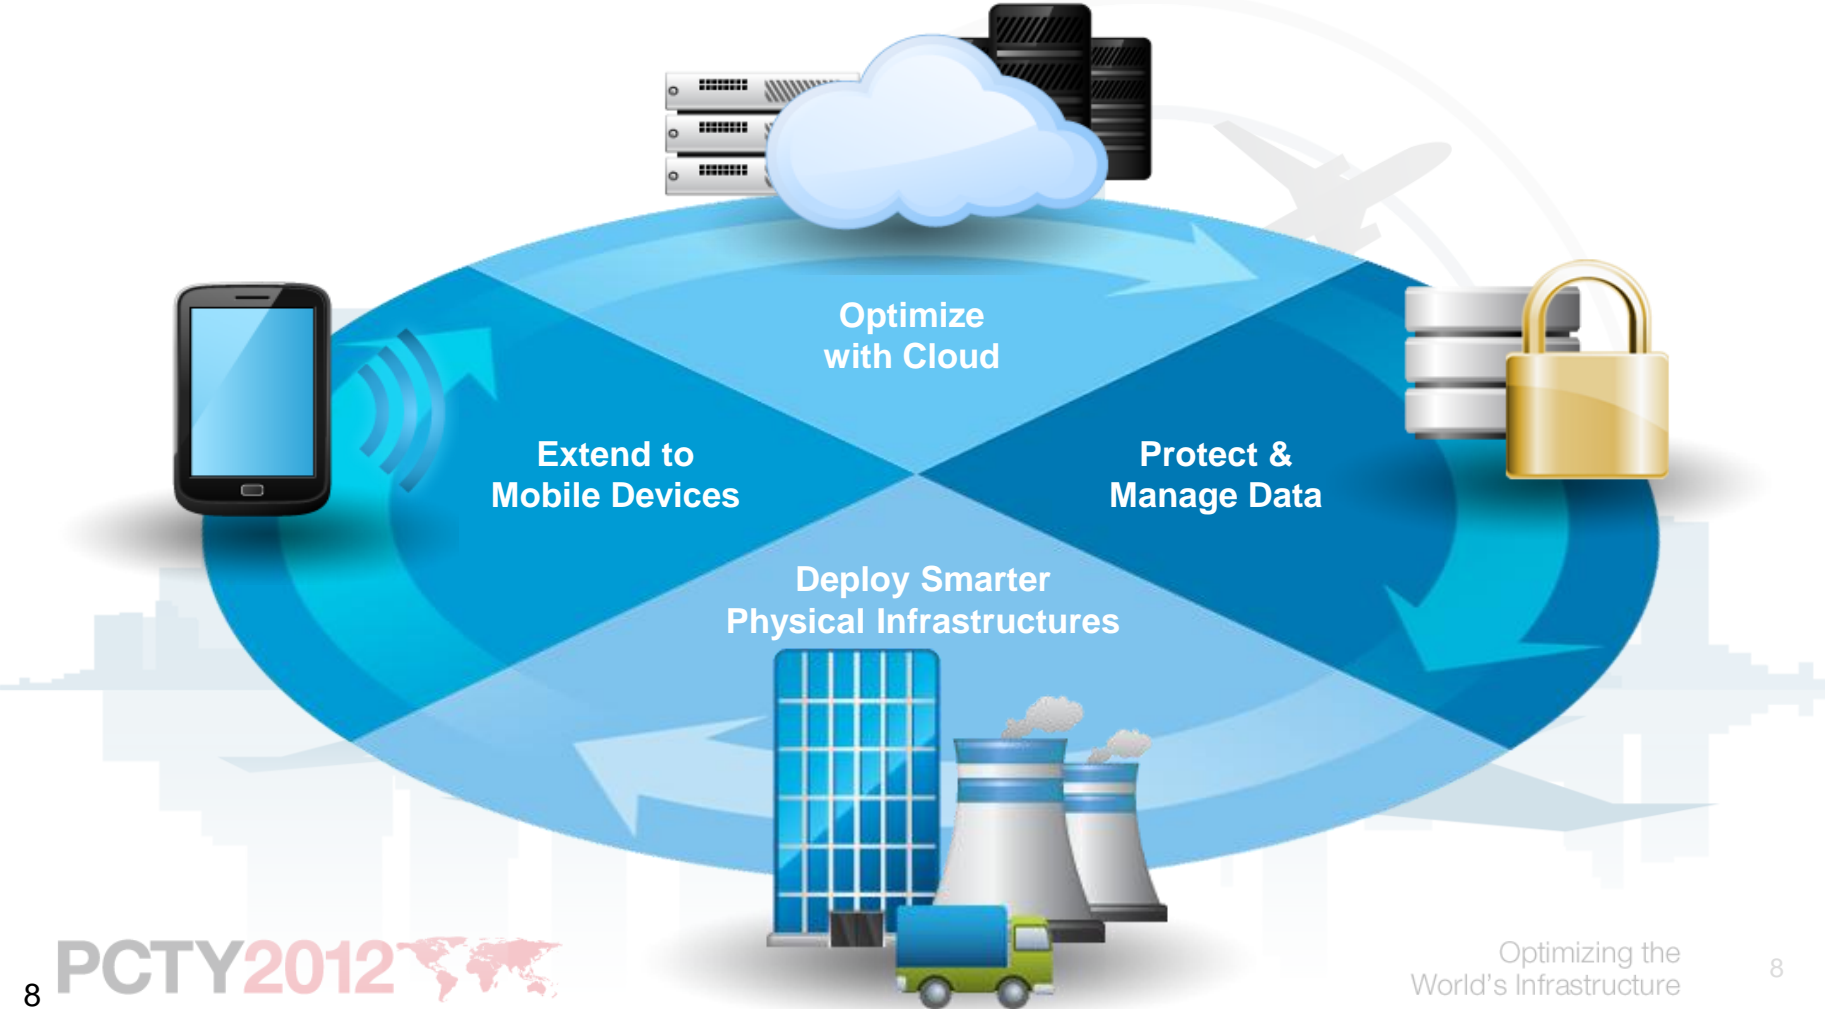 Optimize
with Cloud
Extend to
Mobile Devices
Protect &
Manage Data
Deploy Smarter
Physical Infrastructures
8
PCTY2012
Optimizing the
World's Infrastructure
8